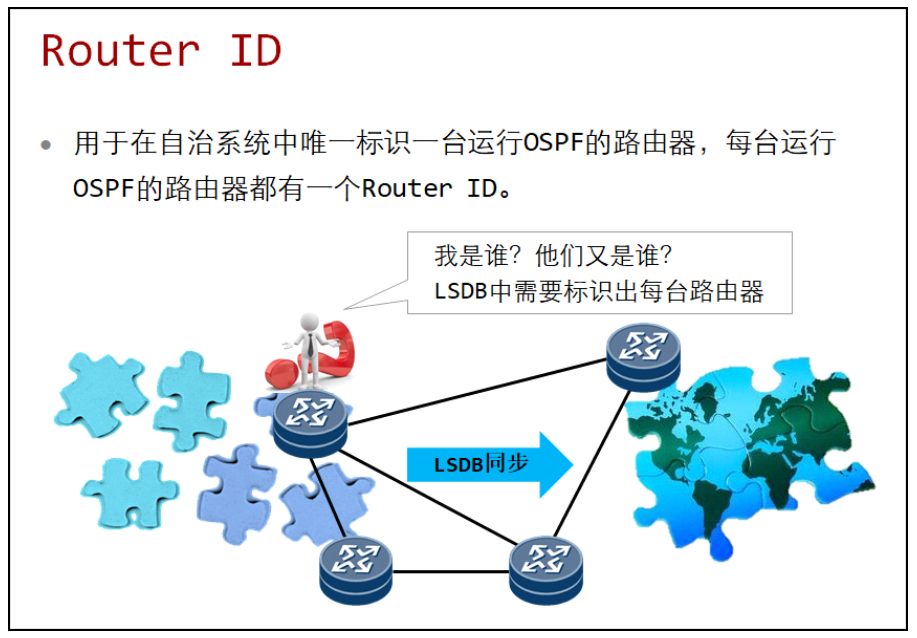 Router ID
用于在自治系统中唯一标识一台运行OSPF的路由器，每台运行
OSPF的路由器都有一个Router ID。
我是�？他们又是谁？
LSDB中需要标识出每台路由器
LSDB同步